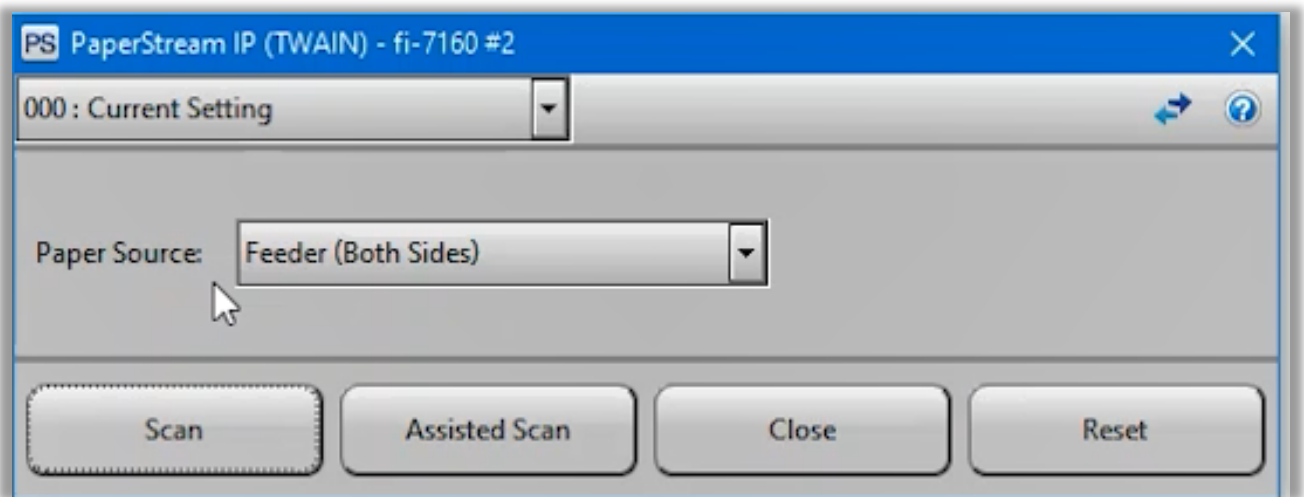 PS PaperStream IP (TWAIN) - fi-7160 #2
000 : Current Setting
Paper Source: Feeder (Both Sides)
Scan Assisted Scan Close Reset